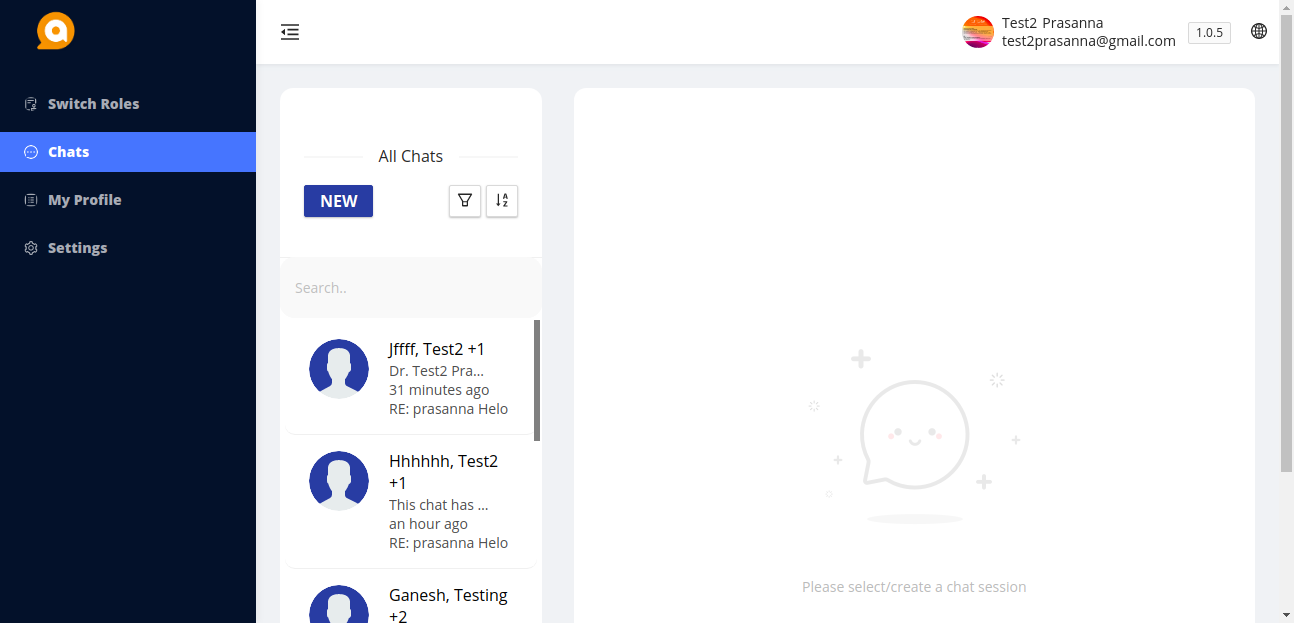 Test2 Prasanna
test2prasanna@gmail.com
1.0.5
Switch Roles
Chats
My Profile
Settings
All Chats
NEW
Search..
Jffff, Test2 +1
Dr. Test2 Pra...
31 minutes ago
RE: prasanna Helo
Hhhhhh, Test2
+1
This chat has ...
an hour ago
RE: prasanna Helo
Ganesh, Testing
+2
Please select/create a chat session